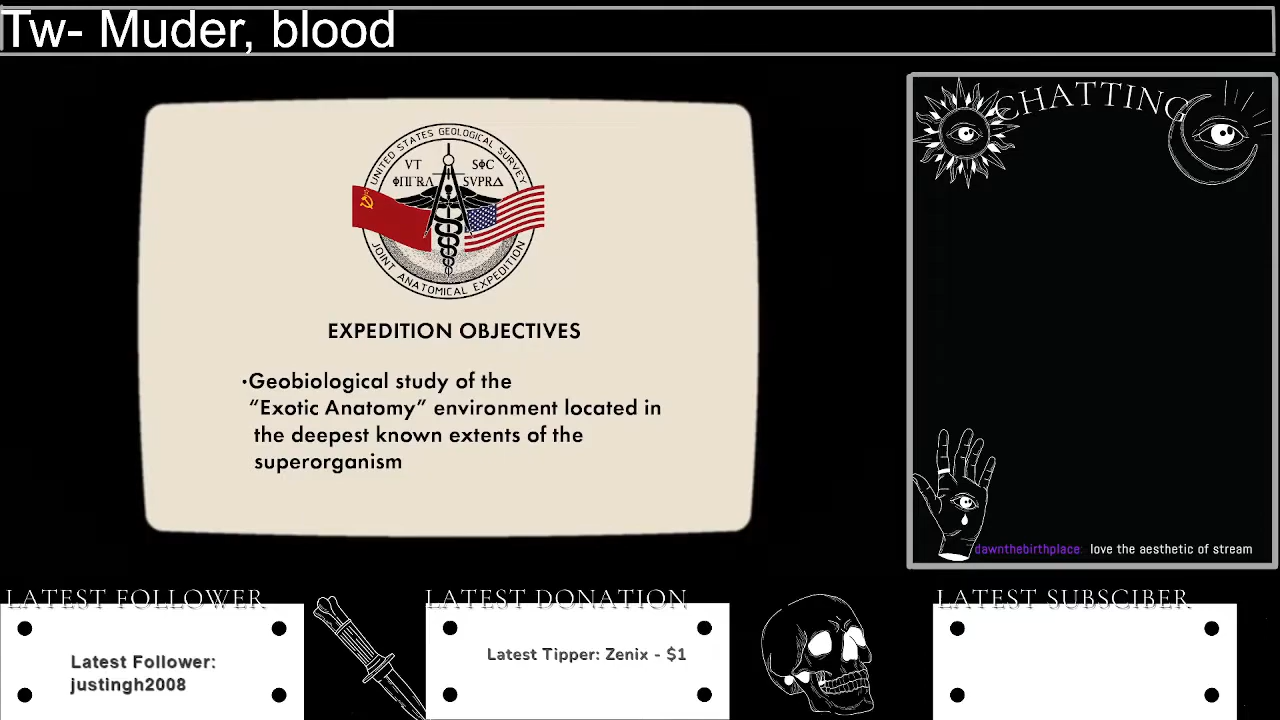 Tw- Muder, blood
CHATTING
UNITED STATES GEOLOGICAL SURVEY
VT SIC
SVPRA
JOINT ANATOMICAL EXPEDITION
EXPEDITION OBJECTIVES
·Geobiological study of the
“Exotic Anatomy” environment located in
the deepest known extents of the
superorganism
dawnthebirthplace: love the aesthetic of stream
LATEST FOLLOWER
LATEST DONATION
LATEST SUBSCIBER
Latest Follower:
justingh2008
Latest Tipper: Zenix - $1